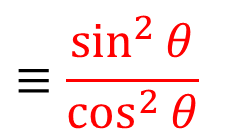 ≡ sin² θ / cos² θ